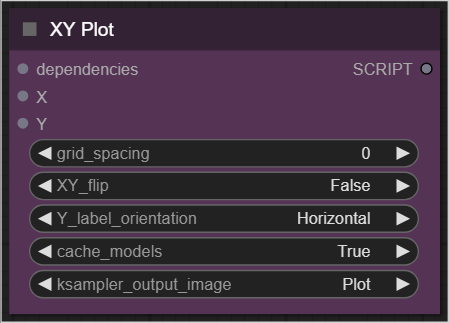 XY Plot
dependencies SCRIPT
X
Y
grid_spacing 0
XY_flip False
Y_label_orientation Horizontal
cache_models True
ksampler_output_image Plot